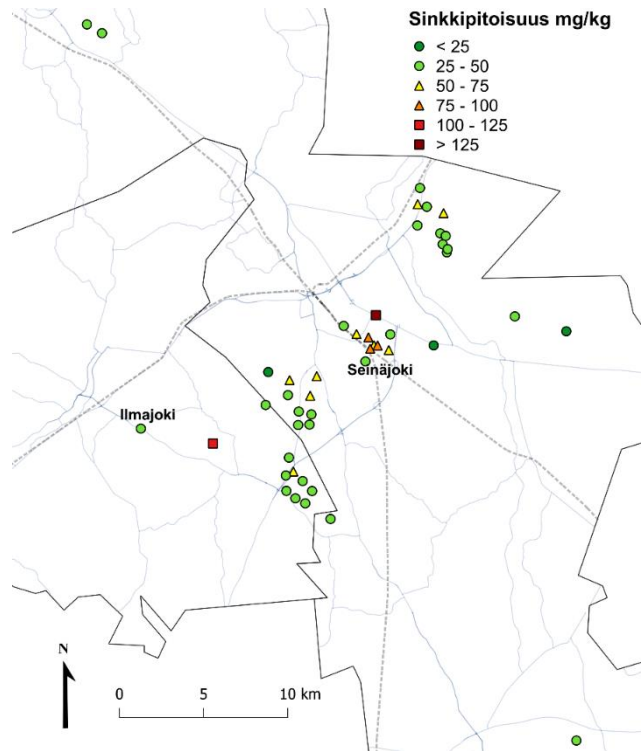 Sinkkipitoisuus mg/kg
< 25
25 - 50
50 - 75
75 - 100
100 - 125
> 125
Seinäjoki
Ilmajoki
N
0 5 10 km